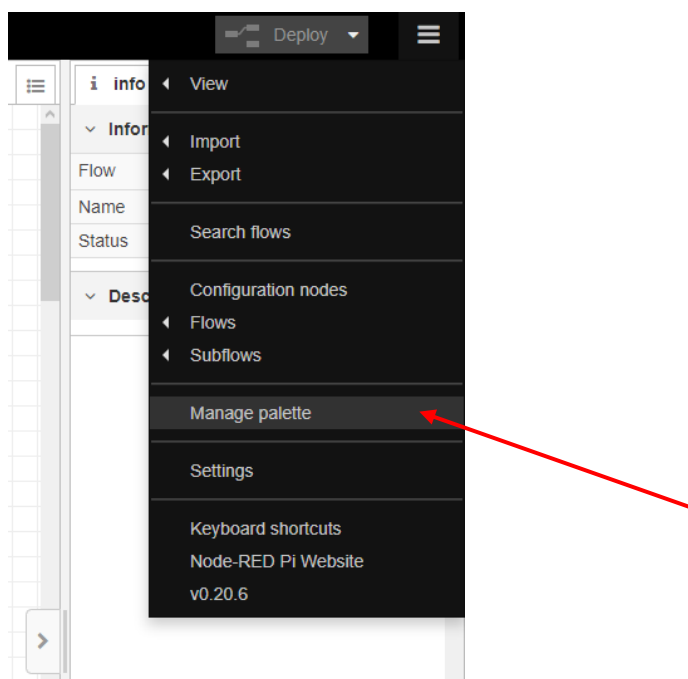 Deploy
i info
View
Infor
Import
Flow
Export
Name
Status
Search flows
Configuration nodes
Desc
Flows
Subflows
Manage palette
Settings
Keyboard shortcuts
Node-RED Pi Website
v0.20.6